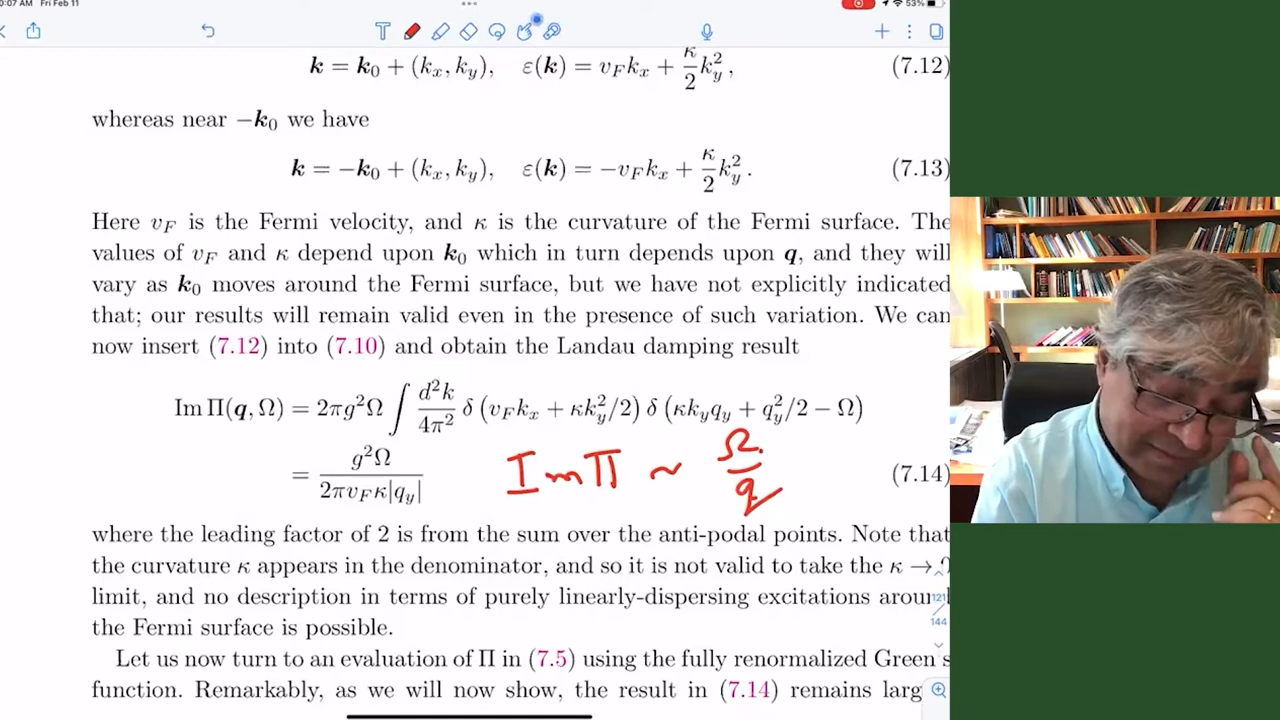 0:07 AM Fri Feb 11
53%
k = k₀ + (kₓ, k_y), ε(k) = v_F kₓ + κ/2 k_y², (7.12)
whereas near −k₀ we have
k = −k₀ + (kₓ, k_y), ε(k) = −v_F kₓ + κ/2 k_y² . (7.13)
Here v_F is the Fermi velocity, and κ is the curvature of the Fermi surface. The
values of v_F and κ depend upon k₀ which in turn depends upon q, and they will
vary as k₀ moves around the Fermi surface, but we have not explicitly indicated
that; our results will remain valid even in the presence of such variation. We can
now insert (7.12) into (7.10) and obtain the Landau damping result
Im Π(q, Ω) = 2πg²Ω ∫ d²k/4π² δ (v_F kₓ + κk_y²/2) δ (κk_y q_y + q_y²/2 − Ω)
= g²Ω / 2πv_F κ|q_y| (7.14)
Im Π ~ Ω/q
where the leading factor of 2 is from the sum over the anti-podal points. Note that
the curvature κ appears in the denominator, and so it is not valid to take the κ →
limit, and no description in terms of purely linearly-dispersing excitations aroun
121
144
the Fermi surface is possible.
Let us now turn to an evaluation of Π in (7.5) using the fully renormalized Green's
function. Remarkably, as we will now show, the result in (7.14) remains larg